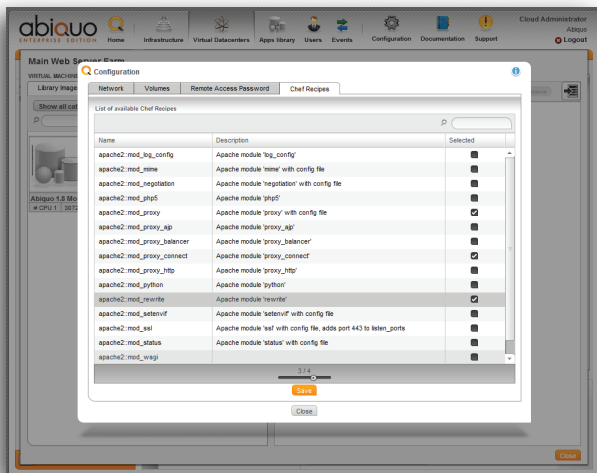 abiquo
ENTERPRISE EDITION
Home
Infrastructure
Virtual Datacenters
Apps library
Users
Events
Configuration
Documentation
Support
Cloud Administrator
Abiquo
Logout
Main Web Server Farm
VIRTUAL MACHINE
Library Image
Show all cat
Abiquo 1.8 Mo
# CPU 1 3072
Configuration
Network
Volumes
Remote Access Password
Chef Recipes
List of available Chef Recipes
Name Description Selected
apache2::mod_log_config Apache module 'log_config'
apache2::mod_mime Apache module 'mime' with config file
apache2::mod_negotiation Apache module 'negotiation' with config file
apache2::mod_php5 Apache module 'php5'
apache2::mod_proxy Apache module 'proxy' with config file
apache2::mod_proxy_ajp Apache module 'proxy_ajp'
apache2::mod_proxy_balancer Apache module 'proxy_balancer'
apache2::mod_proxy_connect Apache module 'proxy_connect'
apache2::mod_proxy_http Apache module 'proxy_http'
apache2::mod_python Apache module 'python'
apache2::mod_rewrite Apache module 'rewrite'
apache2::mod_setenvif Apache module 'setenvif' with config file
apache2::mod_ssl Apache module 'ssl' with config file, adds port 443 to listen_ports
apache2::mod_status Apache module 'status' with config file
apache2::mod_wsgi
3 / 4
Save
Close
Close